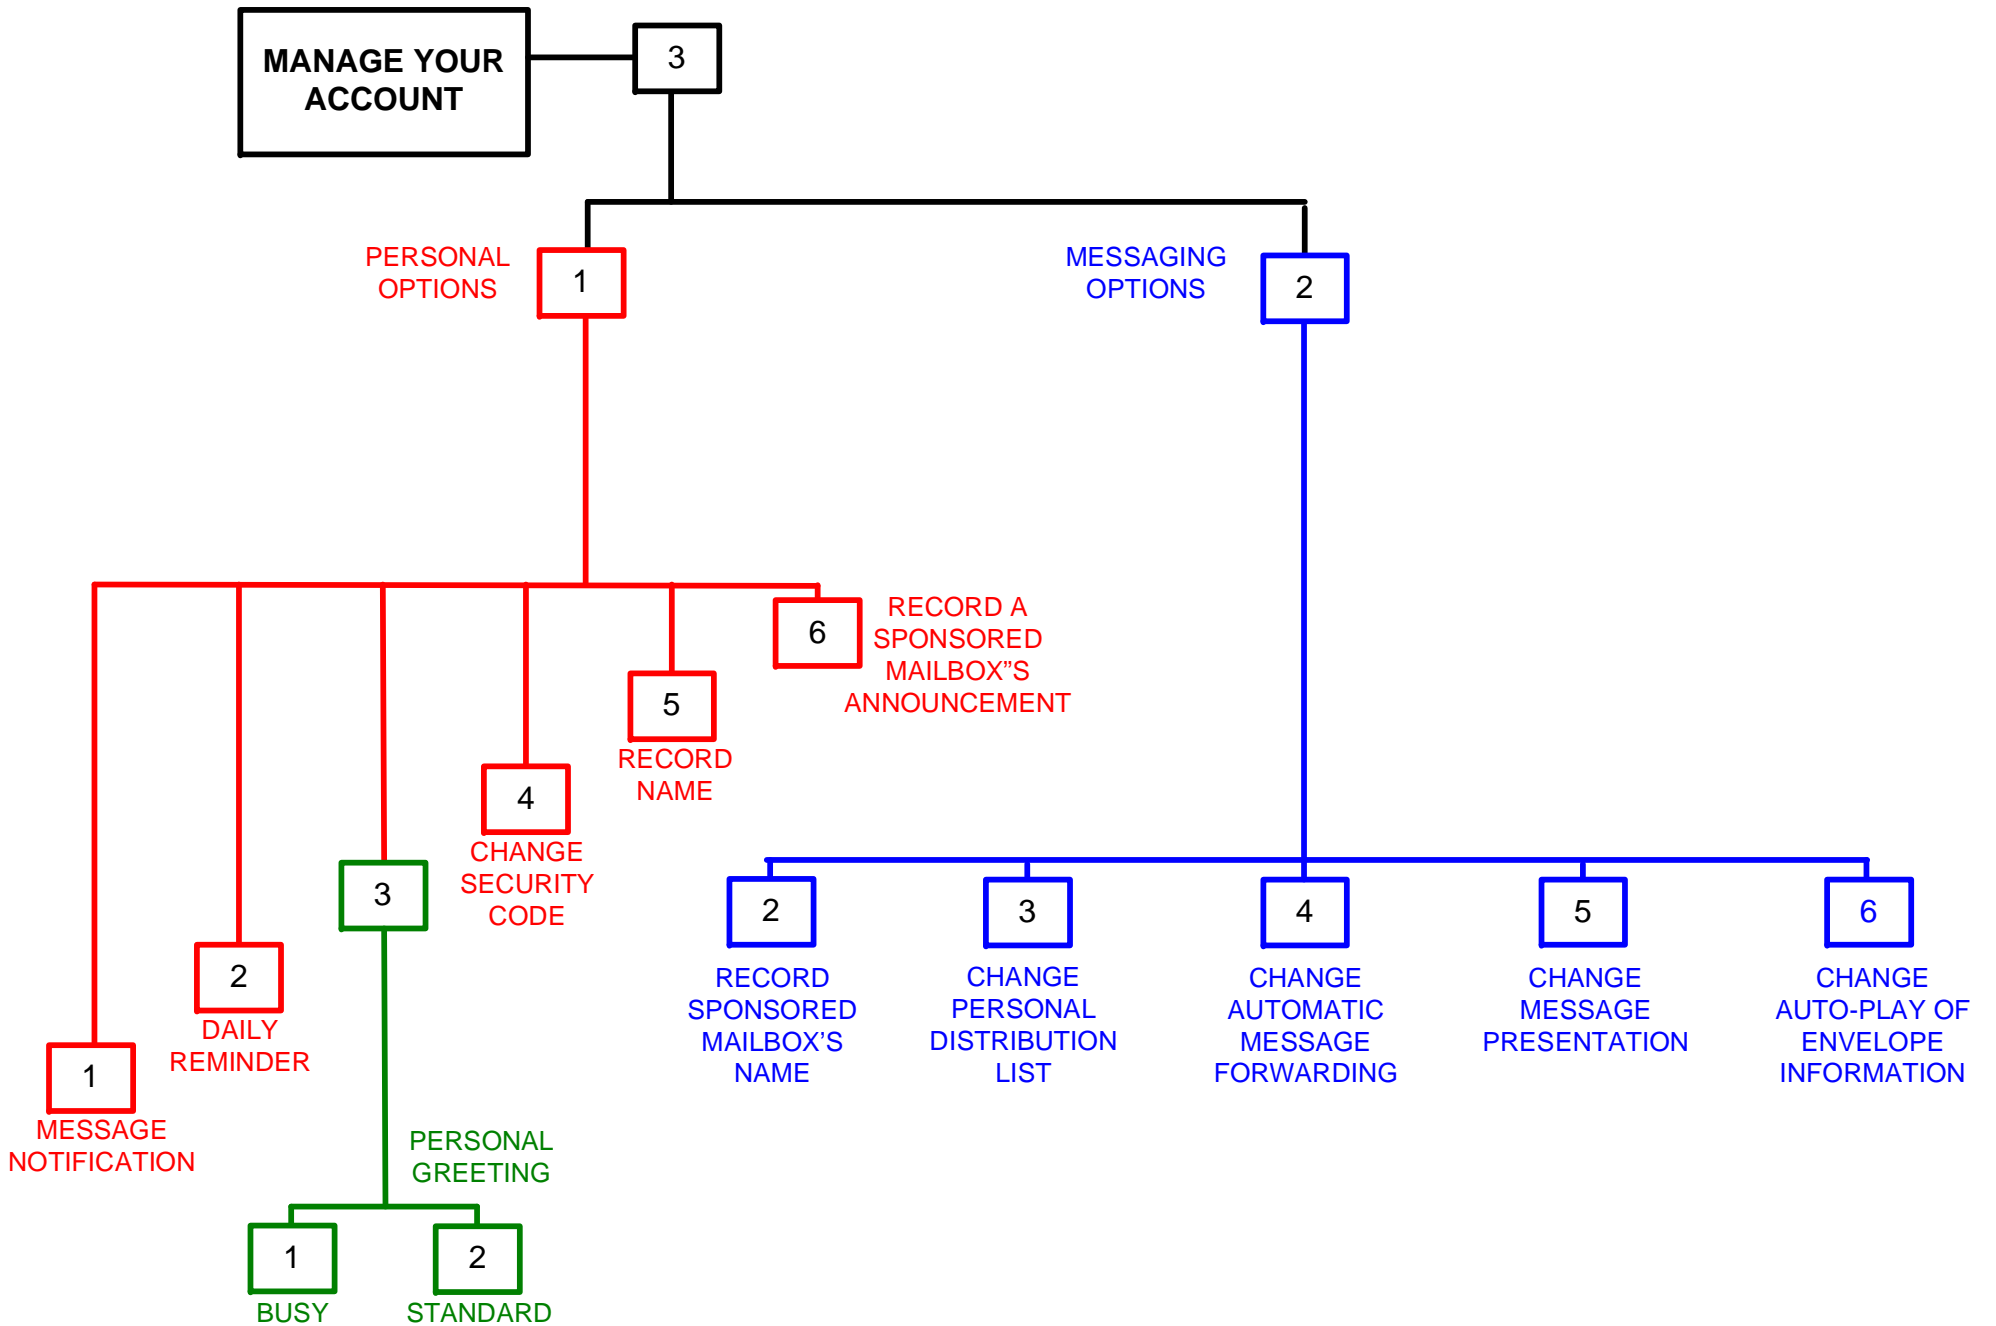 MANAGE YOUR
ACCOUNT
3
PERSONAL
OPTIONS
1
MESSAGING
OPTIONS
2
6
RECORD A
SPONSORED
MAILBOX”S
ANNOUNCEMENT
5
RECORD
NAME
4
CHANGE
SECURITY
CODE
3
2
DAILY
REMINDER
1
MESSAGE
NOTIFICATION
PERSONAL
GREETING
1
BUSY
2
STANDARD
2
RECORD
SPONSORED
MAILBOX’S
NAME
3
CHANGE
PERSONAL
DISTRIBUTION
LIST
4
CHANGE
AUTOMATIC
MESSAGE
FORWARDING
5
CHANGE
MESSAGE
PRESENTATION
6
CHANGE
AUTO-PLAY OF
ENVELOPE
INFORMATION